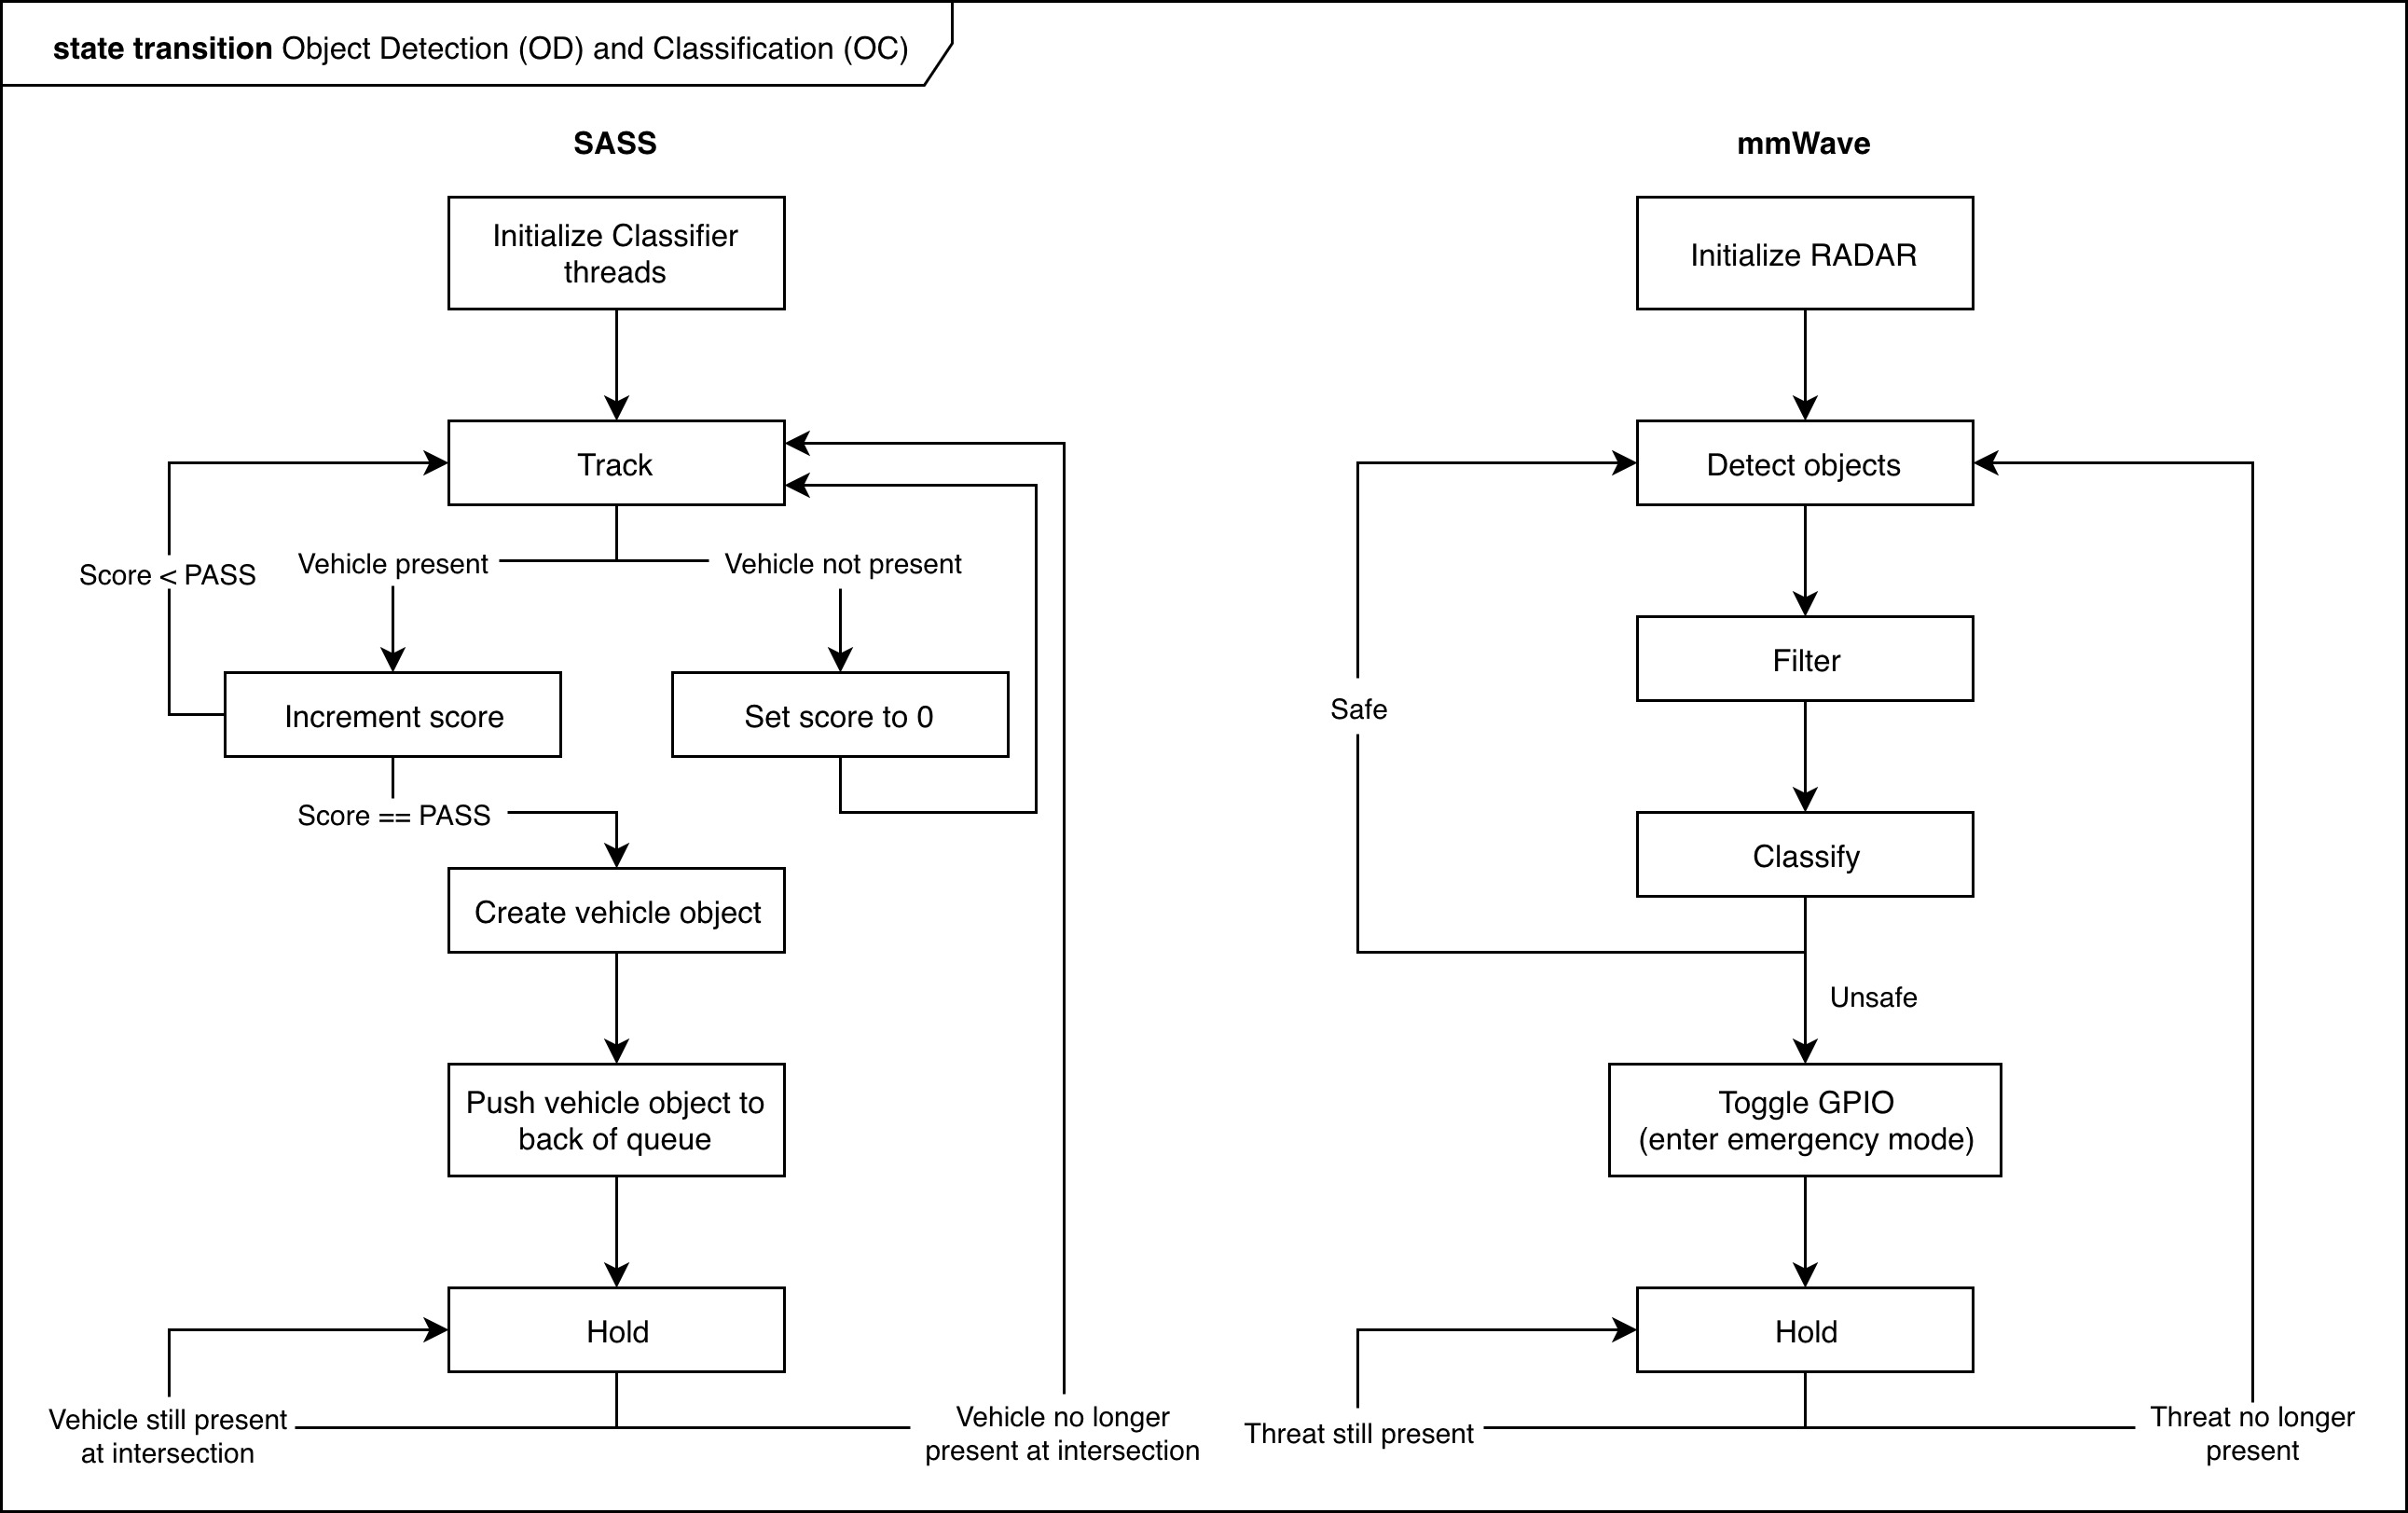 state transition Object Detection (OD) and Classification (OC)
SASS
Initialize Classifier
threads
Track
Score < PASS
Vehicle present
Vehicle not present
Increment score
Set score to 0
Score == PASS
Create vehicle object
Push vehicle object to
back of queue
Hold
Vehicle still present
at intersection
Vehicle no longer
present at intersection
mmWave
Initialize RADAR
Detect objects
Filter
Safe
Classify
Unsafe
Toggle GPIO
(enter emergency mode)
Hold
Threat still present
Threat no longer
present